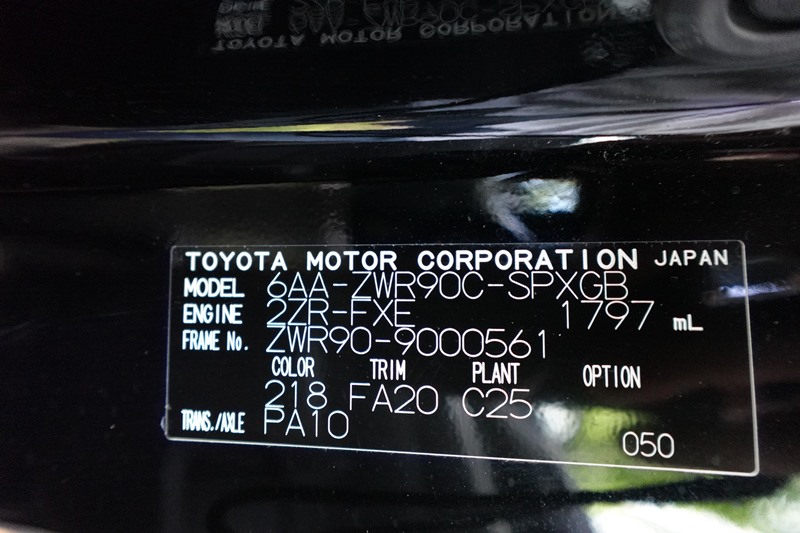 TOYOTA MOTOR CORPORATION JAPAN
MODEL 6AA-ZWR90C-SPXGB
ENGINE 2ZR-FXE 1797 mL
FRAME No. ZWR90-9000561
COLOR TRIM PLANT OPTION
218 FA20 C25
TRANS./AXLE PA10
050